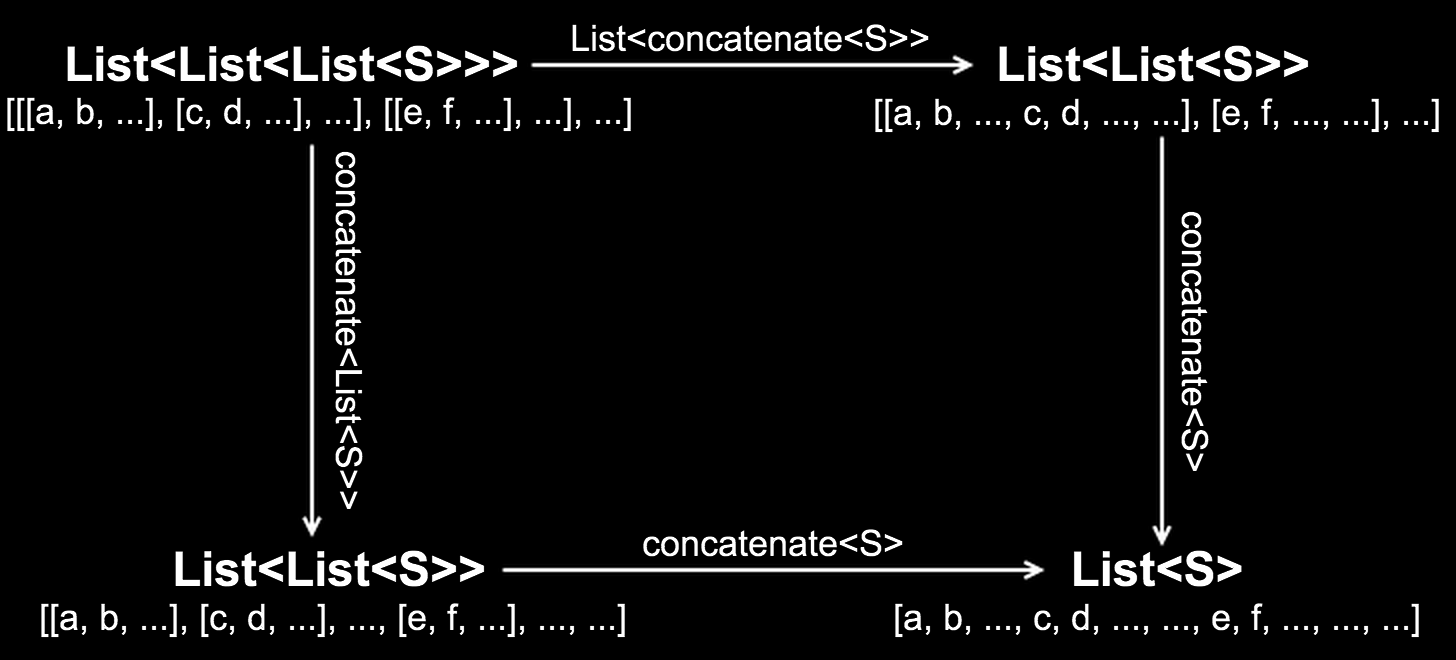 List<concatenate<S>>
List<List<List<S>>>
List<List<S>>
[[[a, b, ...], [c, d, ...], ...], [[e, f, ...], ...], ...]
[[a, b, ..., c, d, ..., ...], [e, f, ..., ...], ...]
concatenate<List<S>>
concatenate<S>
concatenate<S>
List<List<S>>
List<S>
[[a, b, ...], [c, d, ...], ..., [e, f, ...], ..., ...]
[a, b, ..., c, d, ..., ..., e, f, ..., ..., ...]